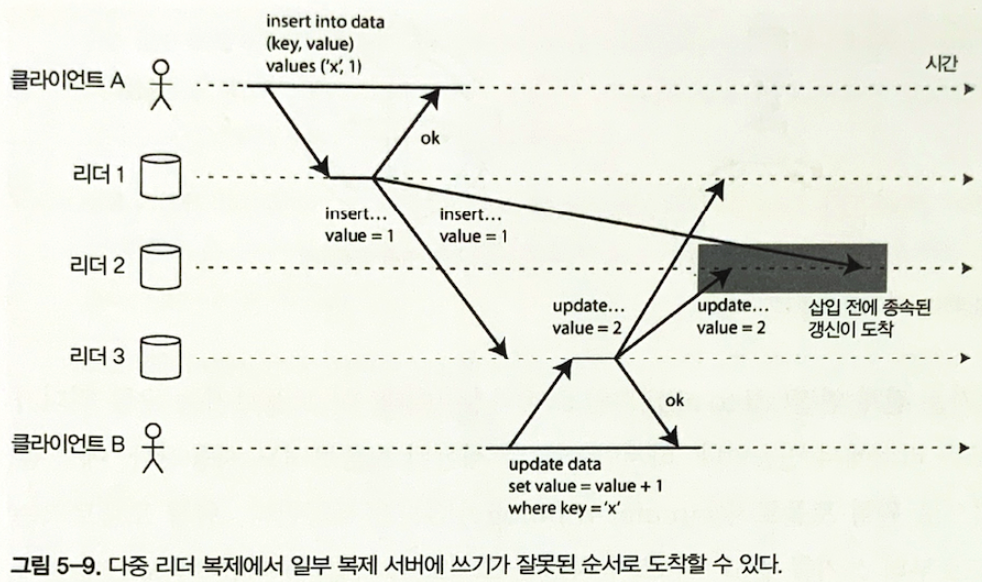 insert into data
(key, value)
values ('x', 1)
클라이언트 A
시간
ok
리더 1
insert...
value = 1
insert...
value = 1
리더 2
update...
value = 2
update...
value = 2
삽입 전에 종속된
갱신이 도착
리더 3
ok
클라이언트 B
update data
set value = value + 1
where key = 'x'
그림 5-9. 다중 리더 복제에서 일부 복제 서버에 쓰기가 잘못된 순서로 도착할 수 있다.